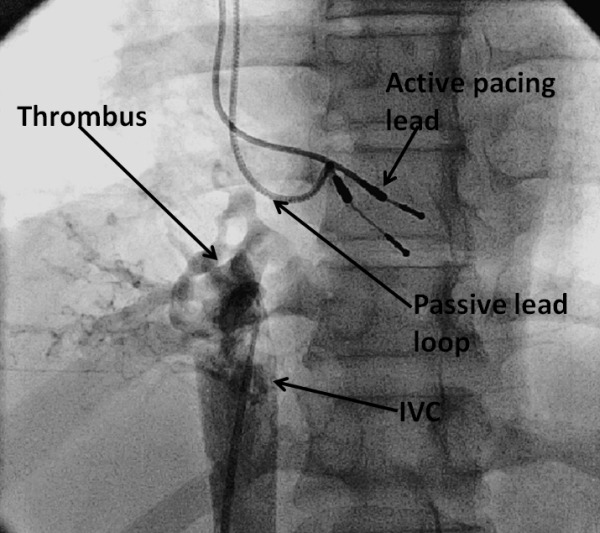 Active pacing
lead
Thrombus
Passive lead
loop
IVC